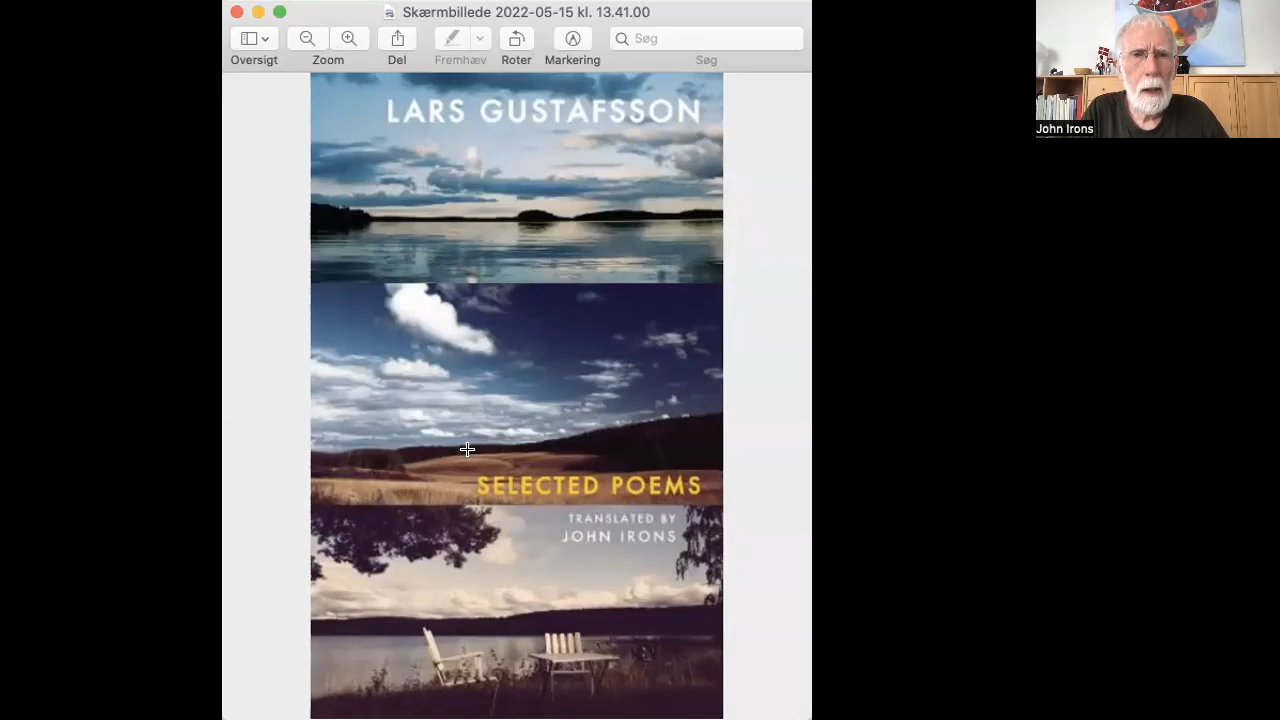 Skærmbillede 2022-05-15 kl. 13.41.00
Søg
Oversigt Zoom Del Fremhæv Roter Markering Søg
LARS GUSTAFSSON
SELECTED POEMS
TRANSLATED BY
JOHN IRONS
John Irons